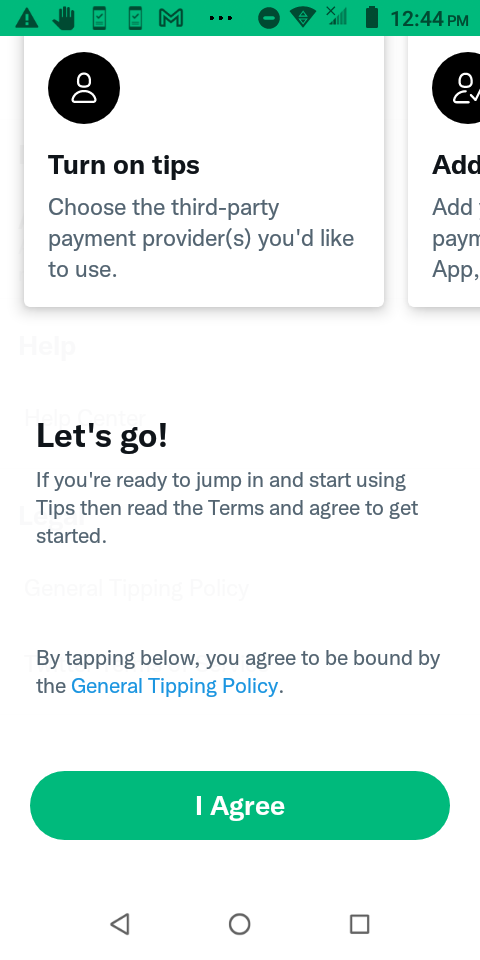 12:44 PM
Turn on tips
Choose the third-party
payment provider(s) you'd like
to use.
Add
Add
paym
App,
Help
Help Center
Let's go!
If you're ready to jump in and start using
Tips then read the Terms and agree to get
started.
Legal
General Tipping Policy
By tapping below, you agree to be bound by
the General Tipping Policy.
I Agree